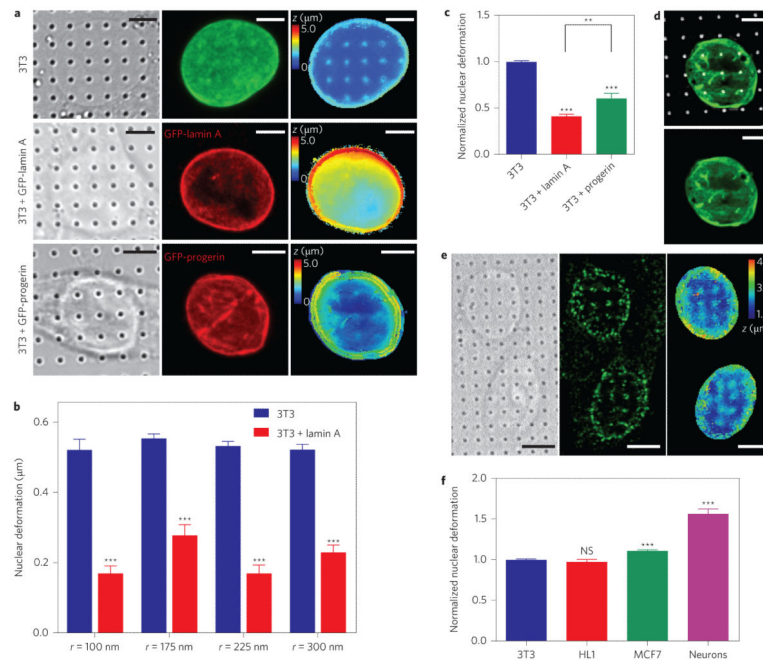 a
3T3
z (µm)
5.0
0
3T3 + GFP-lamin A
GFP-lamin A
z (µm)
5.0
0
3T3 + GFP-progerin
GFP-progerin
z (µm)
5.0
0
b
Nuclear deformation (µm)
0.6
0.4
0.2
0.0
3T3
3T3 + lamin A
***
***
***
***
r = 100 nm
r = 175 nm
r = 225 nm
r = 300 nm
c
Normalized nuclear deformation
1.5
1.0
0.5
0.0
**
***
***
3T3
3T3 + lamin A
3T3 + progerin
d
e
4
3
1.
z (µm
f
Normalized nuclear deformation
2.0
1.5
1.0
0.5
0.0
NS
***
***
3T3
HL1
MCF7
Neurons